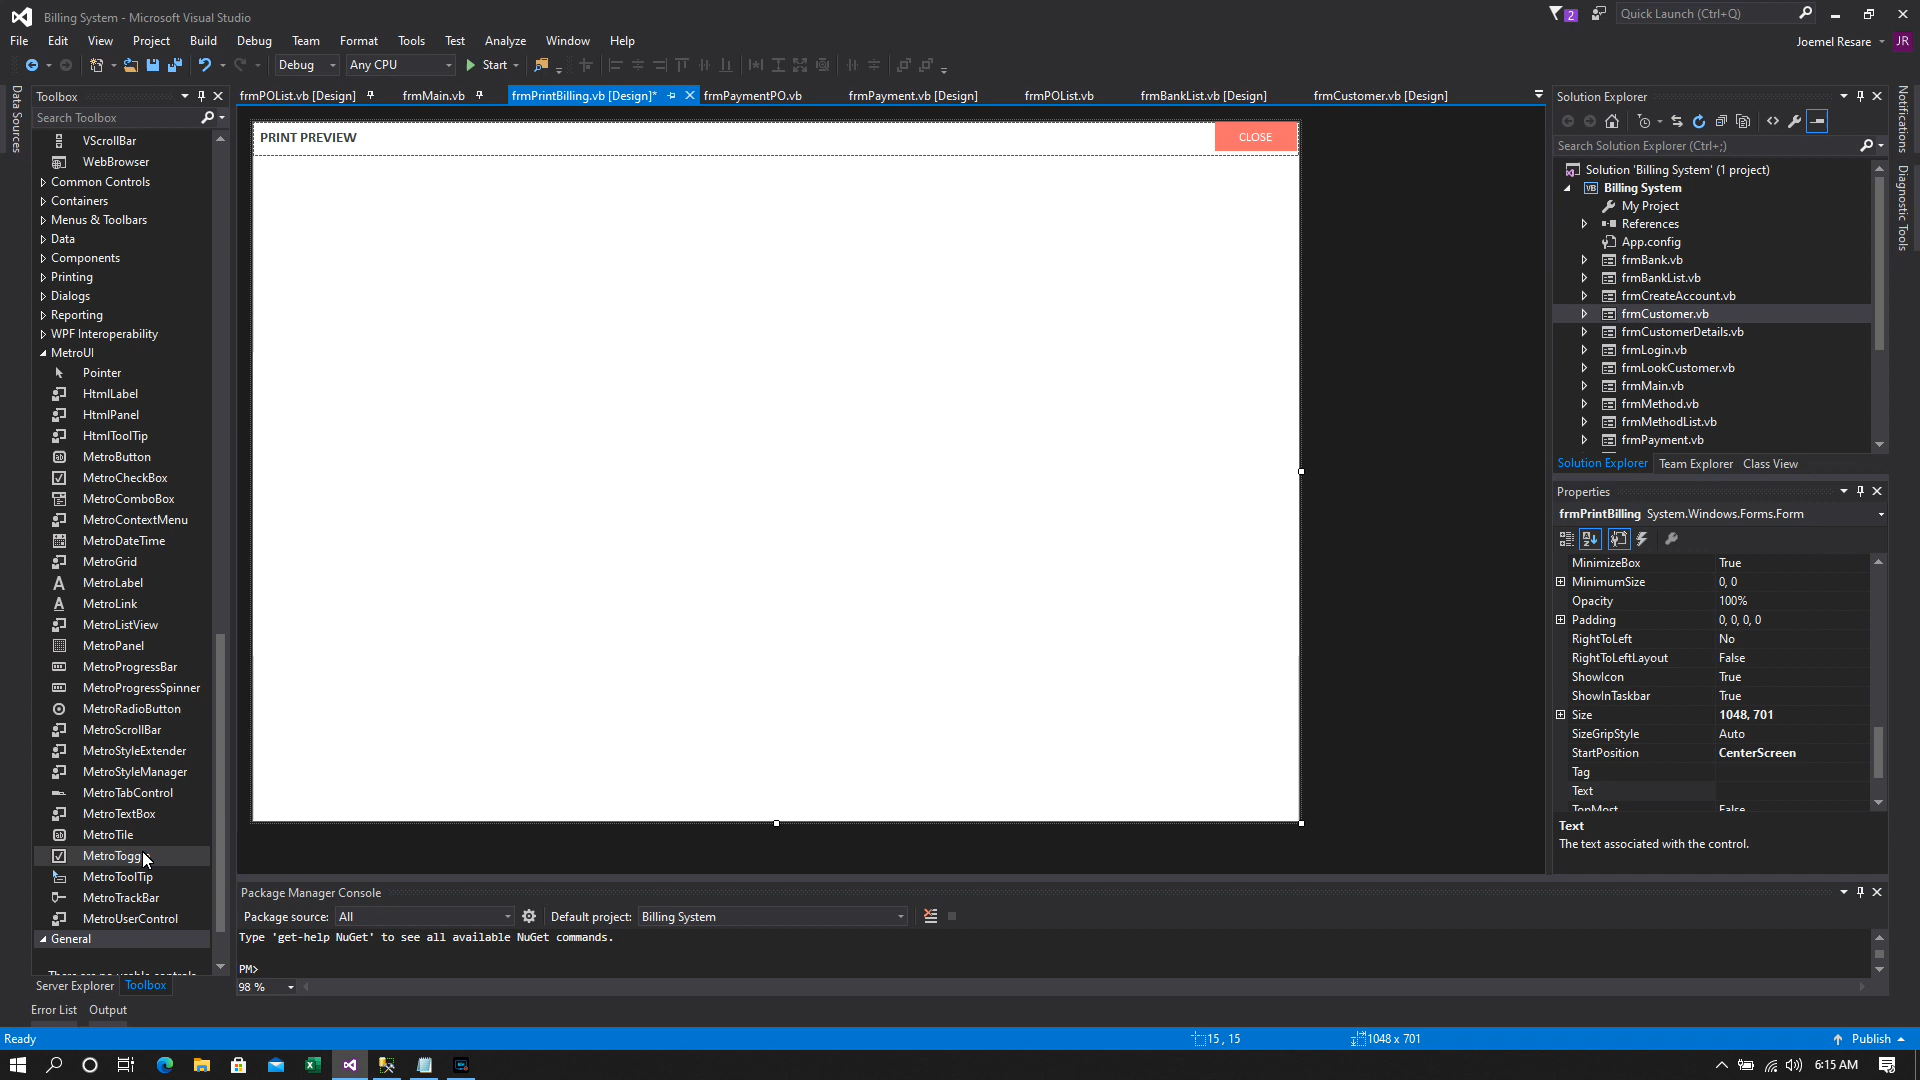 Billing System - Microsoft Visual Studio
2
Quick Launch (Ctrl+Q)
File Edit View Project Build Debug Team Format Tools Test Analyze Window Help
Joemel Resare JR
Debug Any CPU Start
Data Sources
Toolbox
Search Toolbox
VScrollBar
WebBrowser
Common Controls
Containers
Menus & Toolbars
Data
Components
Printing
Dialogs
Reporting
WPF Interoperability
MetroUI
Pointer
HtmlLabel
HtmlPanel
HtmlToolTip
MetroButton
MetroCheckBox
MetroComboBox
MetroContextMenu
MetroDateTime
MetroGrid
MetroLabel
MetroLink
MetroListView
MetroPanel
MetroProgressBar
MetroProgressSpinner
MetroRadioButton
MetroScrollBar
MetroStyleExtender
MetroStyleManager
MetroTabControl
MetroTextBox
MetroTile
MetroToggle
MetroToolTip
MetroTrackBar
MetroUserControl
General
There are no usable controls
Server Explorer Toolbox
frmPOList.vb [Design] frmMain.vb frmPrintBilling.vb [Design]* frmPaymentPO.vb frmPayment.vb [Design] frmPOList.vb frmBankList.vb [Design] frmCustomer.vb [Design]
PRINT PREVIEW
CLOSE
Package Manager Console
Package source: All Default project: Billing System
Type 'get-help NuGet' to see all available NuGet commands.
PM>
98 %
Solution Explorer
Search Solution Explorer (Ctrl+;)
Solution 'Billing System' (1 project)
VB Billing System
My Project
References
App.config
frmBank.vb
frmBankList.vb
frmCreateAccount.vb
frmCustomer.vb
frmCustomerDetails.vb
frmLogin.vb
frmLookCustomer.vb
frmMain.vb
frmMethod.vb
frmMethodList.vb
frmPayment.vb
Solution Explorer Team Explorer Class View
Properties
frmPrintBilling System.Windows.Forms.Form
MinimizeBox True
MinimumSize 0, 0
Opacity 100%
Padding 0, 0, 0, 0
RightToLeft No
RightToLeftLayout False
ShowIcon True
ShowInTaskbar True
Size 1048, 701
SizeGripStyle Auto
StartPosition CenterScreen
Tag
Text
TopMost False
Text
The text associated with the control.
Notifications
Diagnostic Tools
Error List Output
Ready
15 , 15
1048 x 701
Publish
6:15 AM